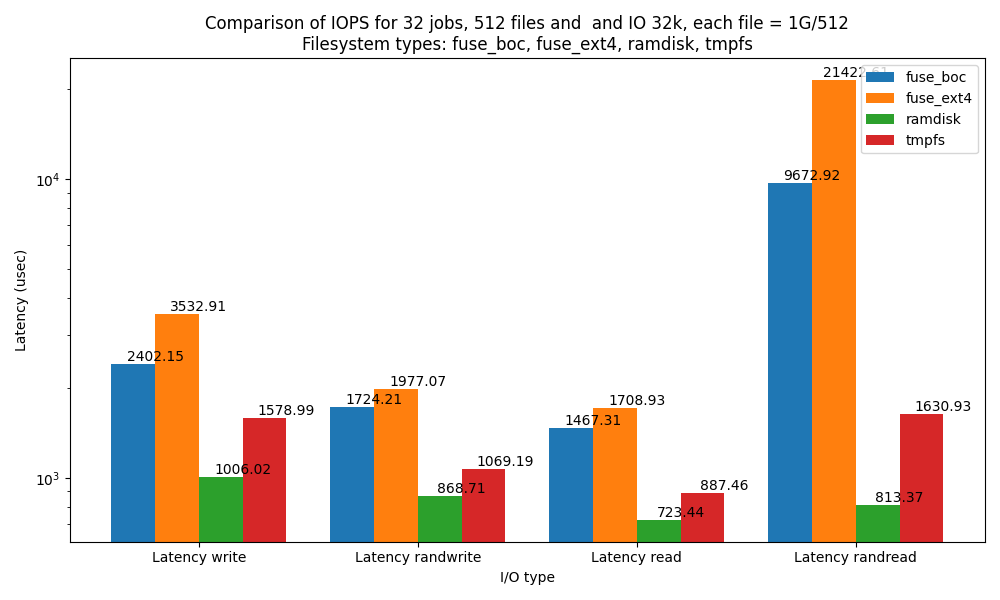 Comparison of IOPS for 32 jobs, 512 files and  and IO 32k, each file = 1G/512
Filesystem types: fuse_boc, fuse_ext4, ramdisk, tmpfs
fuse_boc
fuse_ext4
ramdisk
tmpfs
Latency (usec)
10⁴
10³
2402.15
3532.91
1006.02
1578.99
1724.21
1977.07
868.71
1069.19
1467.31
1708.93
723.44
887.46
9672.92
21422.61
813.37
1630.93
Latency write
Latency randwrite
Latency read
Latency randread
I/O type